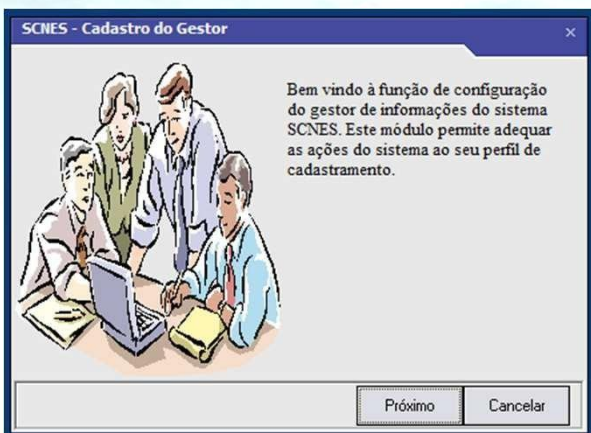 SCNES - Cadastro do Gestor
Bem vindo à função de configuração
do gestor de informações do sistema
SCNES. Este módulo permite adequar
as ações do sistema ao seu perfil de
cadastramento.
Próximo
Cancelar